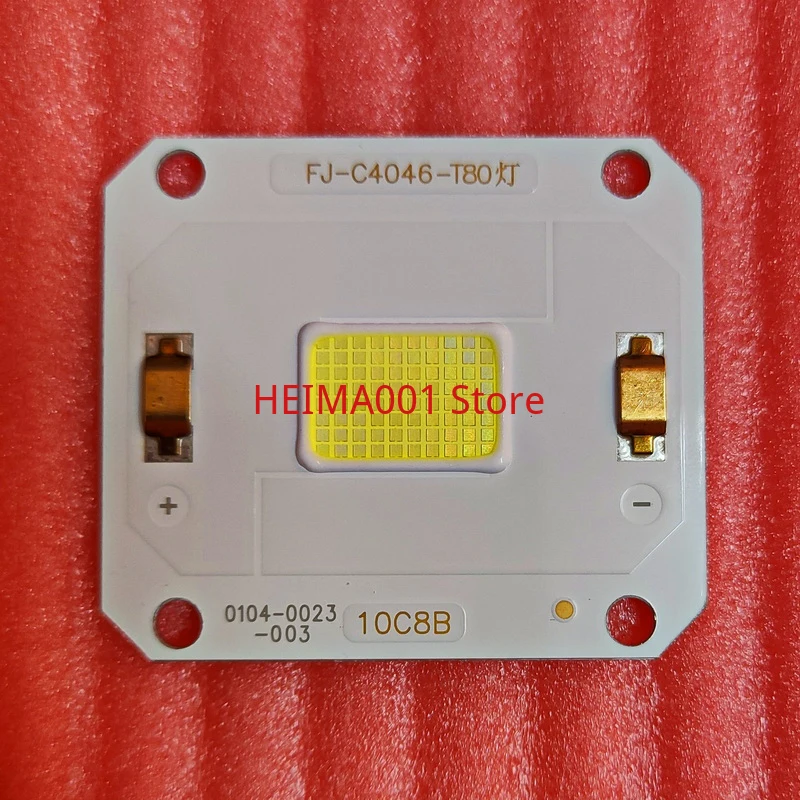 FJ-C4046-T80灯
HEIMA001 Store
+
−
0104-0023
-003
10C8B